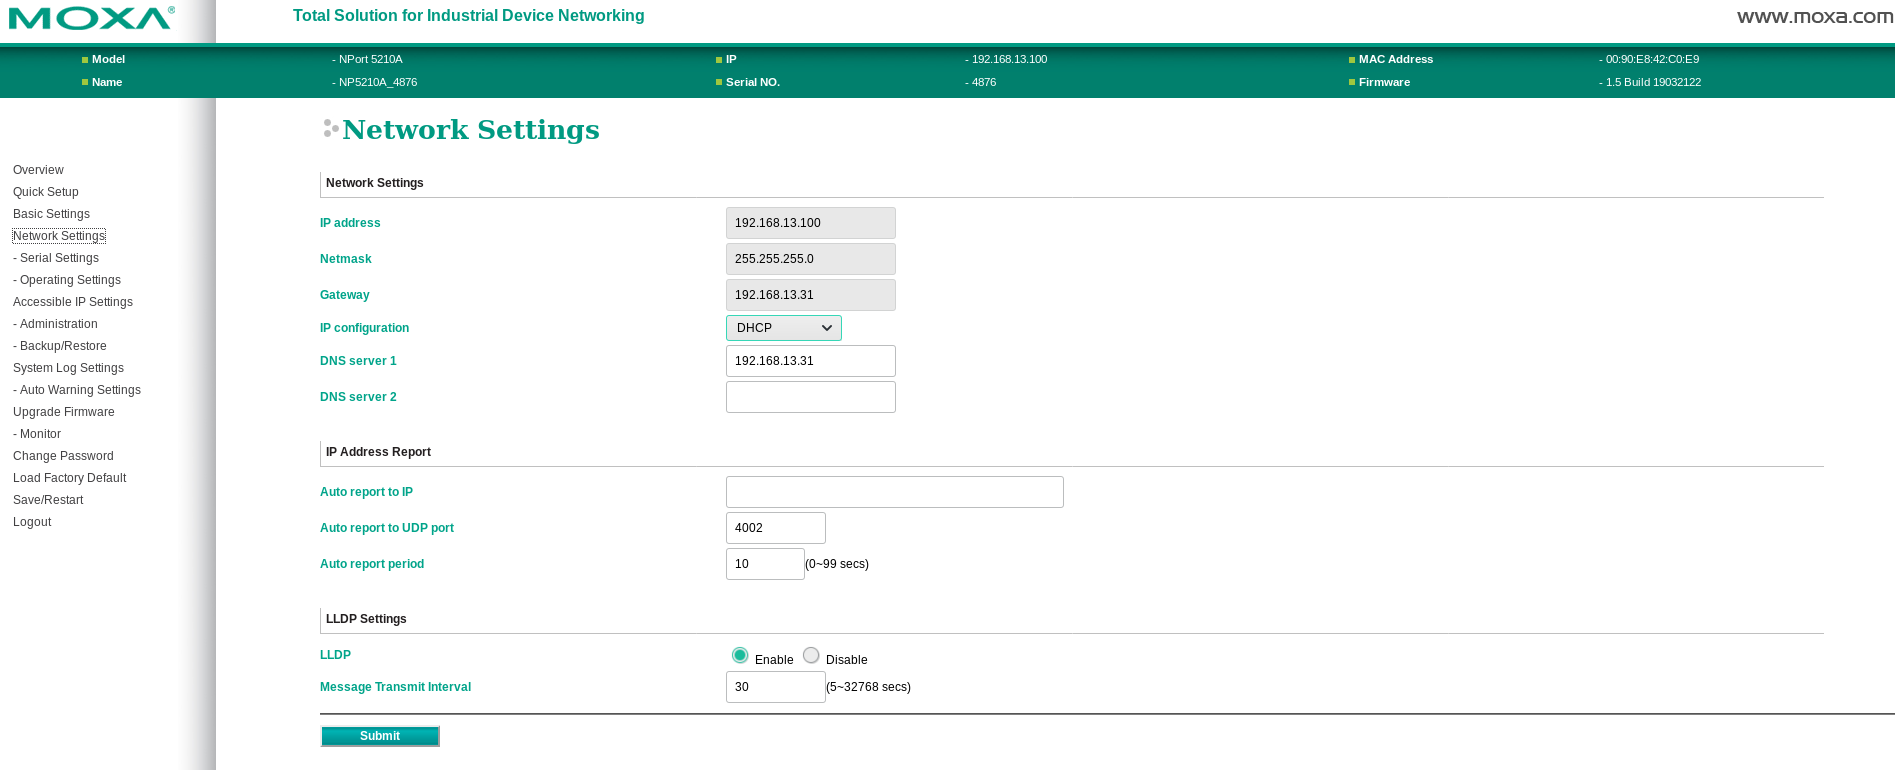 MOXA®
Total Solution for Industrial Device Networking
www.moxa.com
Model - NPort 5210A IP - 192.168.13.100 MAC Address - 00:90:E8:42:C0:E9
Name - NP5210A_4876 Serial NO. - 4876 Firmware - 1.5 Build 19032122
Overview
Quick Setup
Basic Settings
Network Settings
- Serial Settings
- Operating Settings
Accessible IP Settings
- Administration
- Backup/Restore
System Log Settings
- Auto Warning Settings
Upgrade Firmware
- Monitor
Change Password
Load Factory Default
Save/Restart
Logout
Network Settings
Network Settings
IP address 192.168.13.100
Netmask 255.255.255.0
Gateway 192.168.13.31
IP configuration DHCP
DNS server 1 192.168.13.31
DNS server 2
IP Address Report
Auto report to IP
Auto report to UDP port 4002
Auto report period 10 (0~99 secs)
LLDP Settings
LLDP Enable Disable
Message Transmit Interval 30 (5~32768 secs)
Submit